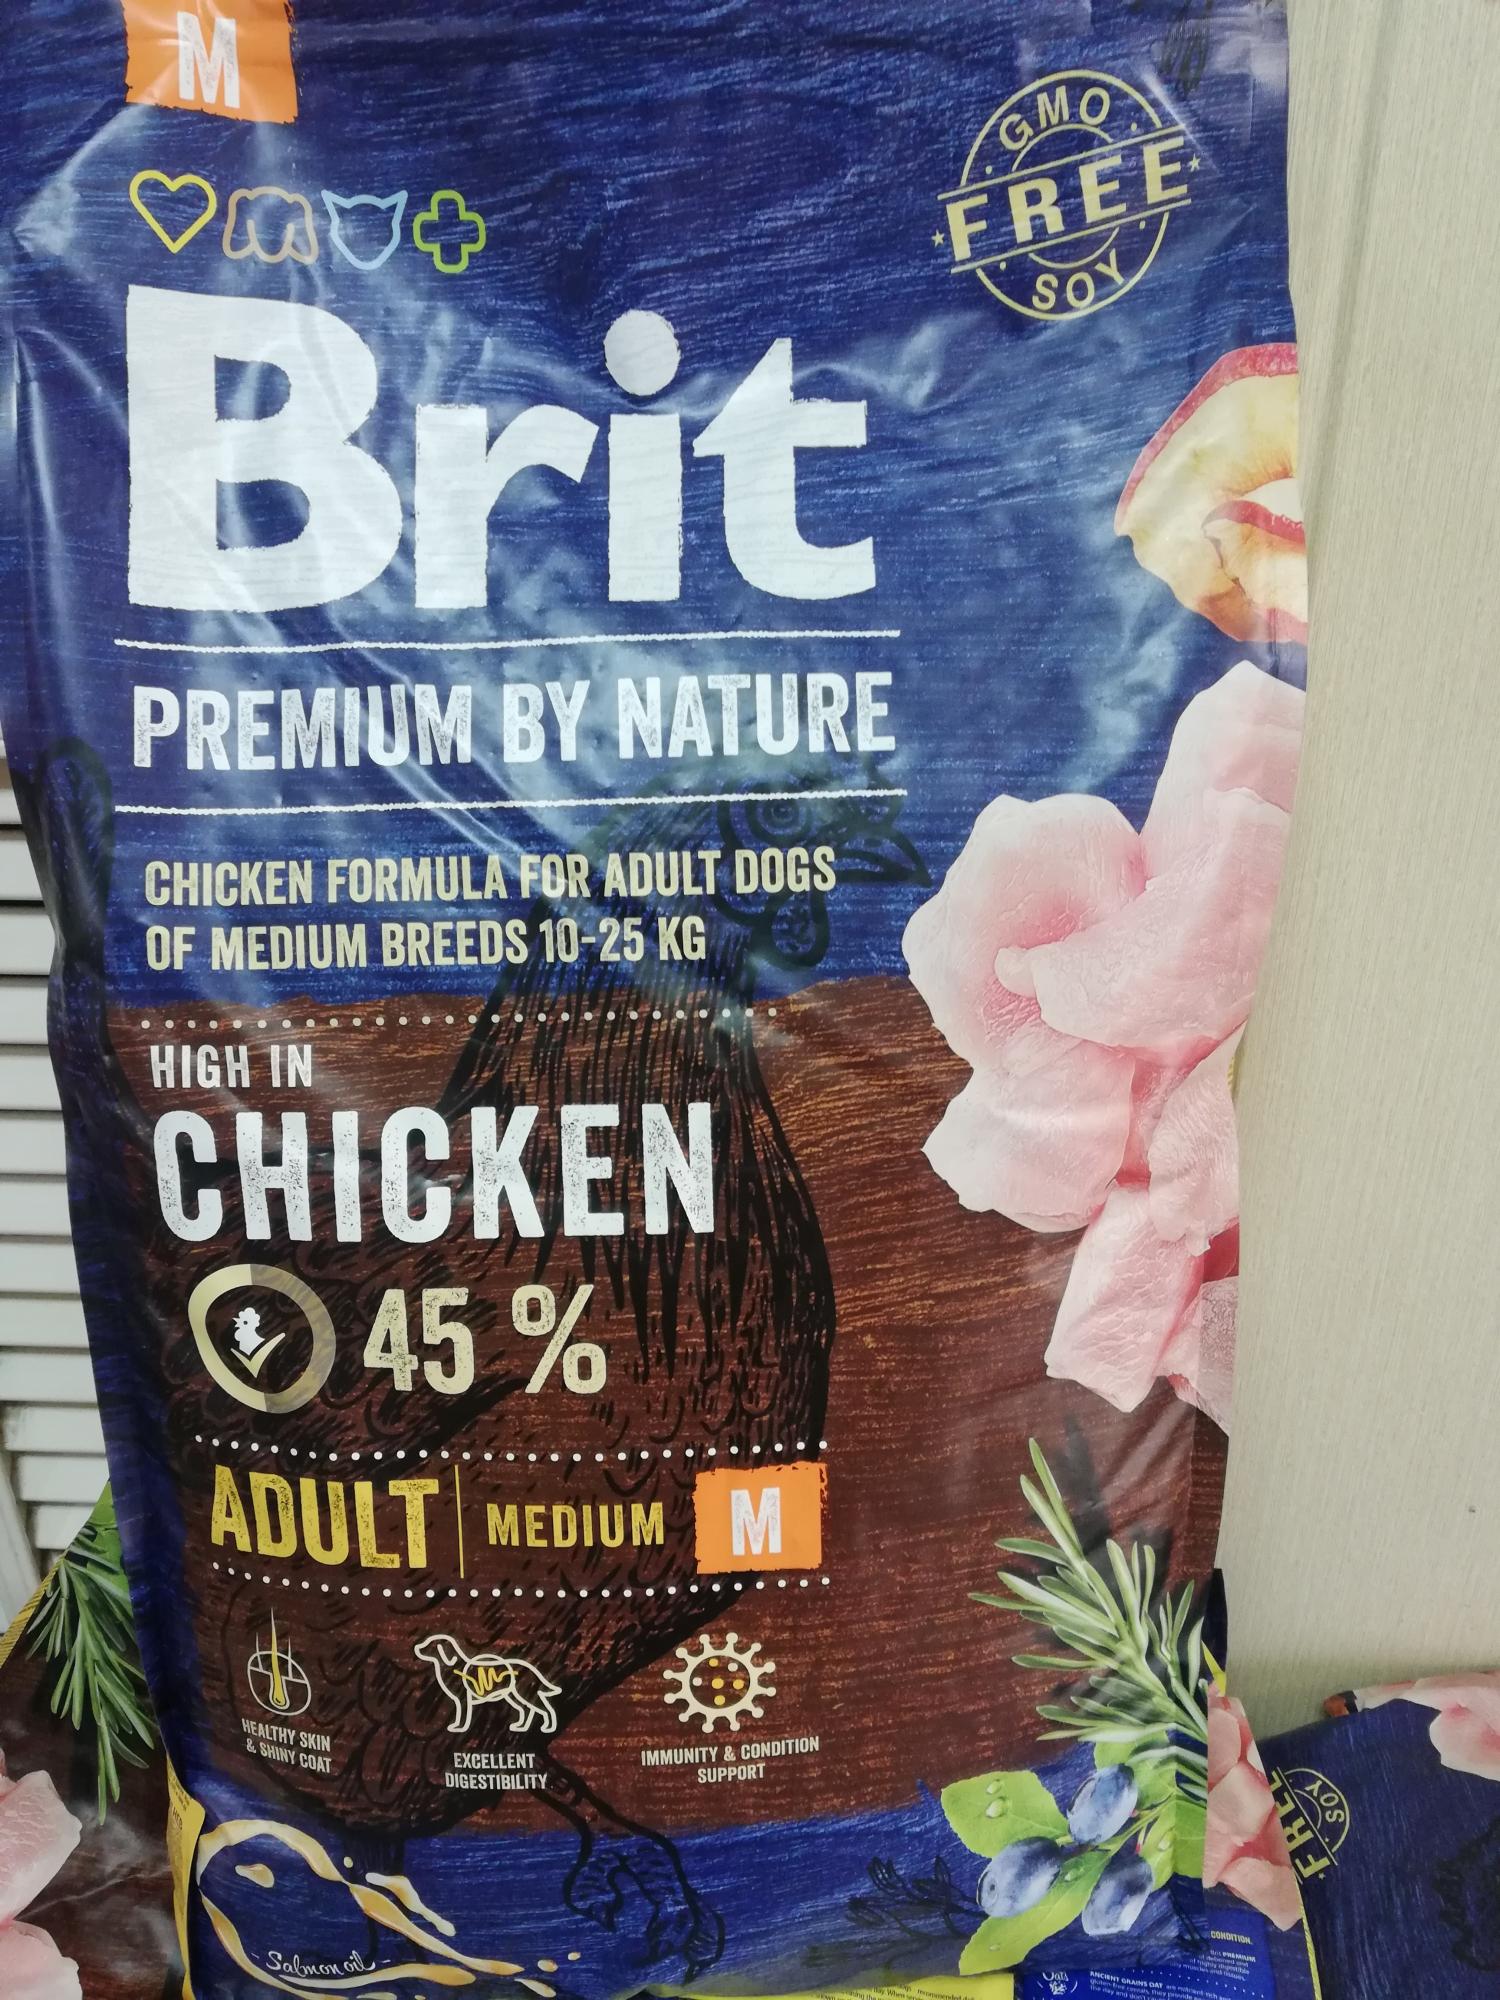 M
GMO
FREE
SOY
Brit
PREMIUM BY NATURE
CHICKEN FORMULA FOR ADULT DOGS
OF MEDIUM BREEDS 10-25 KG
HIGH IN
CHICKEN
45 %
ADULT
MEDIUM
M
HEALTHY SKIN
& SHINY COAT
EXCELLENT
DIGESTIBILITY
IMMUNITY & CONDITION
SUPPORT
Salmon oil
FREE
SOY
CONDITION.
Oats
ANCIENT GRAINS OAT